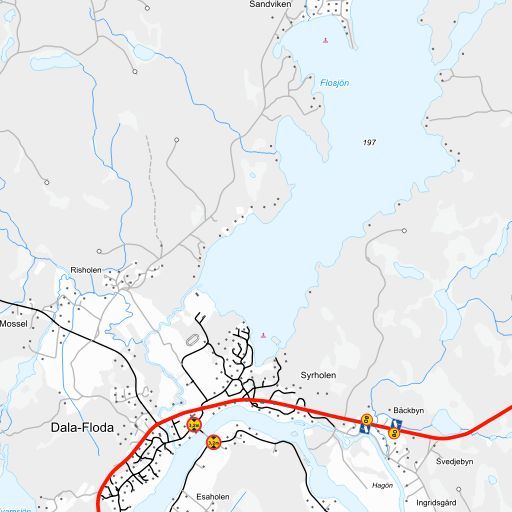 Sandviken
Flosjön
197
Risholen
Mossel
Syrholen
Bäckbyn
Dala-Floda
Svedjebyn
Hagön
Esaholen
Ingridsgård